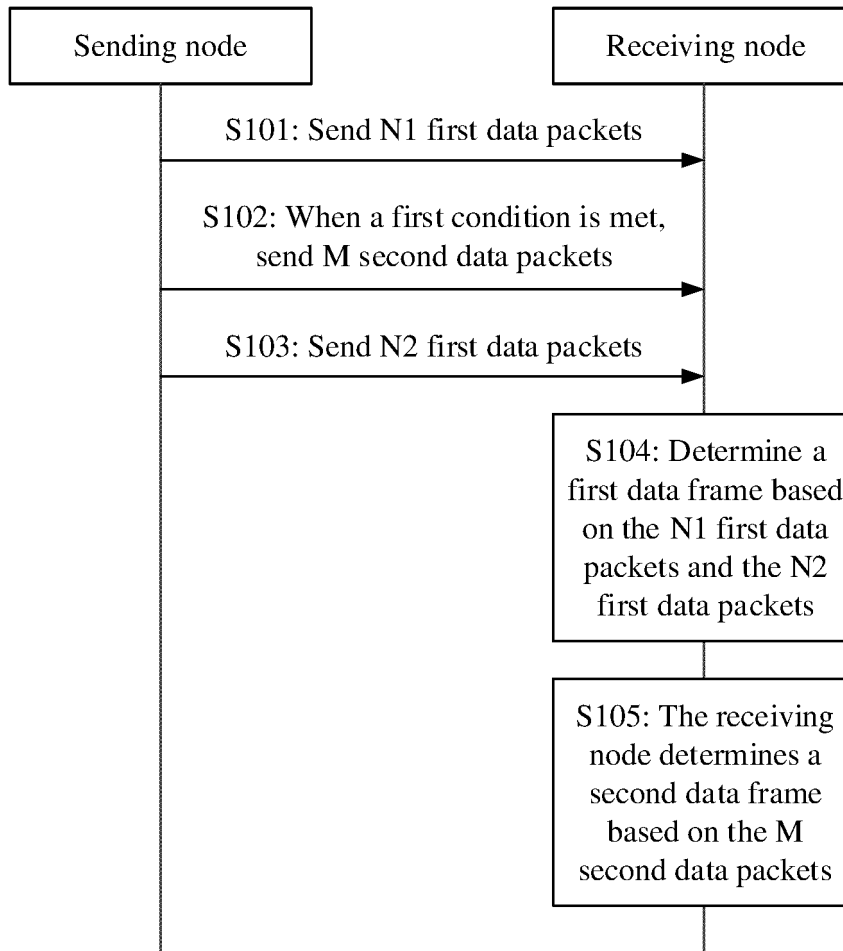 Sending node
Receiving node
S101: Send N1 first data packets
S102: When a first condition is met,
send M second data packets
S103: Send N2 first data packets
S104: Determine a
first data frame based
on the N1 first data
packets and the N2
first data packets
S105: The receiving
node determines a
second data frame
based on the M
second data packets